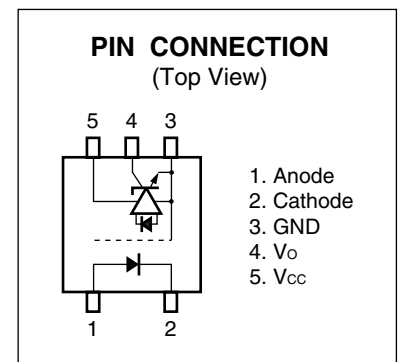 PIN CONNECTION
(Top View)
5 4 3
1. Anode
2. Cathode
3. GND
4. Vo
5. Vcc
1 2